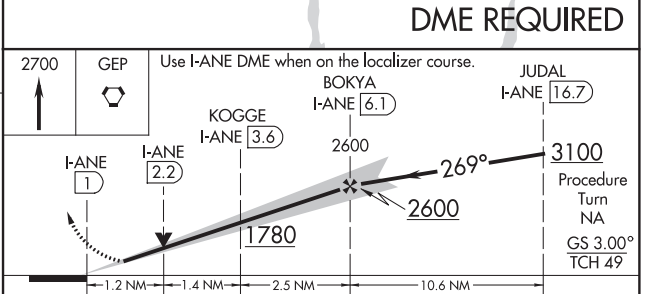 DME REQUIRED
2700
GEP
Use I-ANE DME when on the localizer course.
JUDAL
I-ANE 16.7
BOKYA
I-ANE 6.1
KOGGE
I-ANE 3.6
I-ANE
2.2
I-ANE
1
2600
269°
3100
Procedure
Turn
NA
2600
1780
GS 3.00°
TCH 49
1.2 NM
1.4 NM
2.5 NM
10.6 NM